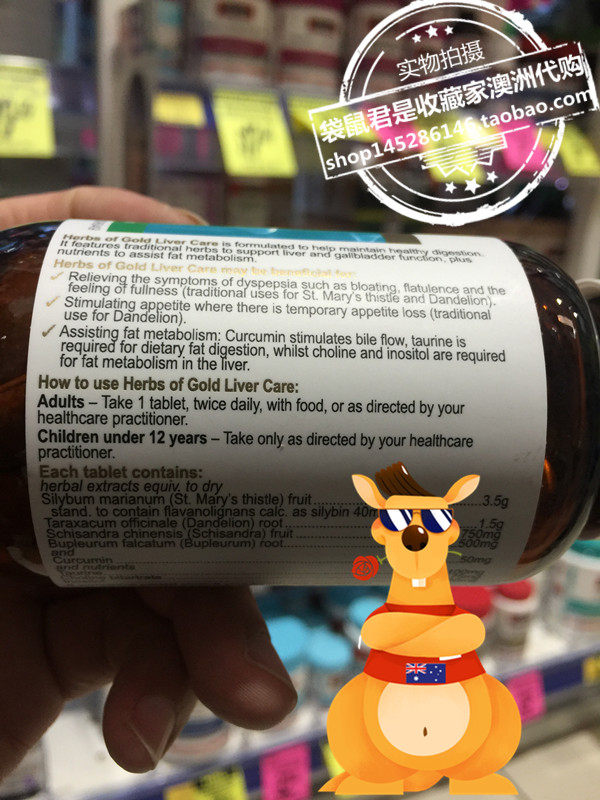 实物拍摄
袋鼠君是收藏家澳洲代购
shop145286146.taobao.com
Herbs of Gold Liver Care is formulated to help maintain healthy digestion.
It features traditional herbs to support liver and gallbladder function, plus
nutrients to assist fat metabolism.
Herbs of Gold Liver Care may be beneficial for:
✓ Relieving the symptoms of dyspepsia such as bloating, flatulence and the
feeling of fullness (traditional uses for St. Mary's thistle and Dandelion).
✓ Stimulating appetite where there is temporary appetite loss (traditional
use for Dandelion).
✓ Assisting fat metabolism: Curcumin stimulates bile flow, taurine is
required for dietary fat digestion, whilst choline and inositol are required
for fat metabolism in the liver.
How to use Herbs of Gold Liver Care:
Adults – Take 1 tablet, twice daily, with food, or as directed by your
healthcare practitioner.
Children under 12 years – Take only as directed by your healthcare
practitioner.
Each tablet contains:
herbal extracts equiv. to dry
Silybum marianum (St. Mary's thistle) fruit 3.5g
stand. to contain flavanolignans calc. as silybin 40m
Taraxacum officinale (Dandelion) root 1.5g
Schisandra chinensis (Schisandra) fruit 750mg
Bupleurum falcatum (Bupleurum) root 500mg
and
Curcumin 50mg
and nutrients
Taurine 100mg
bitartrate